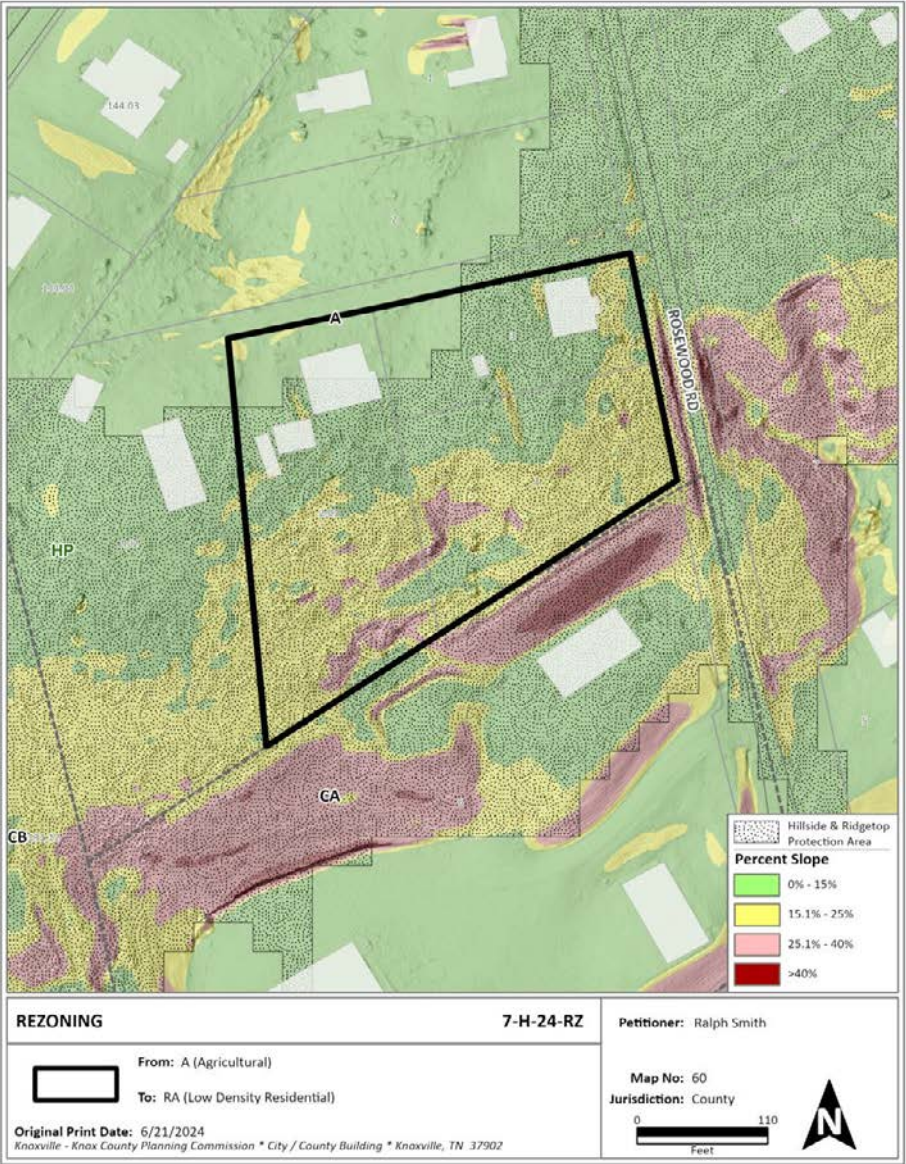 144.03
A
ROSEWOOD RD
HP
CA
CB
Hillside & Ridgetop
Protection Area
Percent Slope
0% - 15%
15.1% - 25%
25.1% - 40%
>40%
REZONING
7-H-24-RZ
From: A (Agricultural)
To: RA (Low Density Residential)
Original Print Date: 6/21/2024
Knoxville - Knox County Planning Commission * City / County Building * Knoxville, TN 37902
Petitioner: Ralph Smith
Map No: 60
Jurisdiction: County
0 110
Feet
N